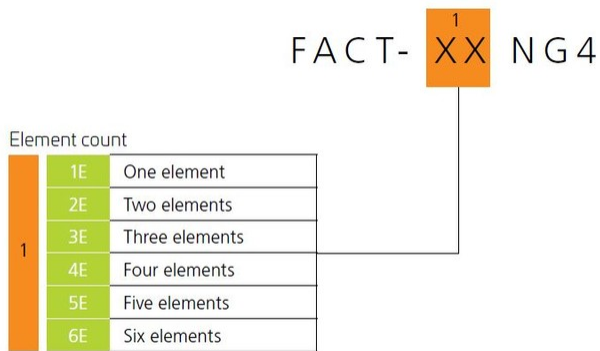 1
FACT- XX NG4
Element count
1
1E One element
2E Two elements
3E Three elements
4E Four elements
5E Five elements
6E Six elements